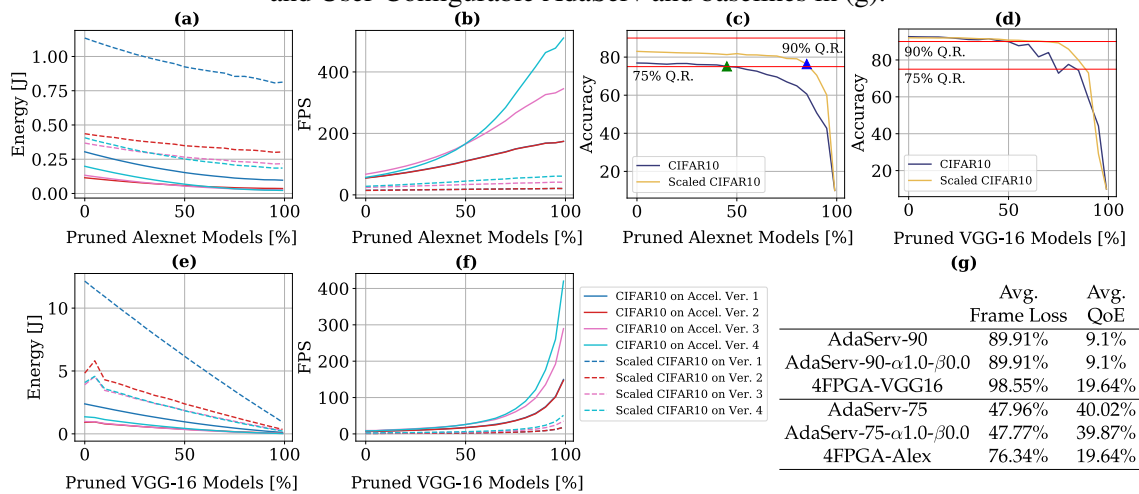 and User-Configurable AdaServ and baselines in (g).
(a)
Energy [J]
1.00
0.75
0.50
0.25
0.00
0
50
100
Pruned Alexnet Models [%]
(b)
FPS
400
200
0
0
50
100
Pruned Alexnet Models [%]
(c)
Accuracy
80
60
40
20
90% Q.R.
75% Q.R.
CIFAR10
Scaled CIFAR10
0
50
100
Pruned Alexnet Models [%]
(d)
Accuracy
80
60
40
20
90% Q.R.
75% Q.R.
CIFAR10
Scaled CIFAR10
0
50
100
Pruned VGG-16 Models [%]
(e)
Energy [J]
10
5
0
0
50
100
Pruned VGG-16 Models [%]
(f)
FPS
400
300
200
100
0
0
50
100
Pruned VGG-16 Models [%]
CIFAR10 on Accel. Ver. 1
CIFAR10 on Accel. Ver. 2
CIFAR10 on Accel. Ver. 3
CIFAR10 on Accel. Ver. 4
Scaled CIFAR10 on Ver. 1
Scaled CIFAR10 on Ver. 2
Scaled CIFAR10 on Ver. 3
Scaled CIFAR10 on Ver. 4
(g)
Avg. Avg.
Frame Loss QoE
AdaServ-90 89.91% 9.1%
AdaServ-90-α1.0-β0.0 89.91% 9.1%
4FPGA-VGG16 98.55% 19.64%
AdaServ-75 47.96% 40.02%
AdaServ-75-α1.0-β0.0 47.77% 39.87%
4FPGA-Alex 76.34% 19.64%